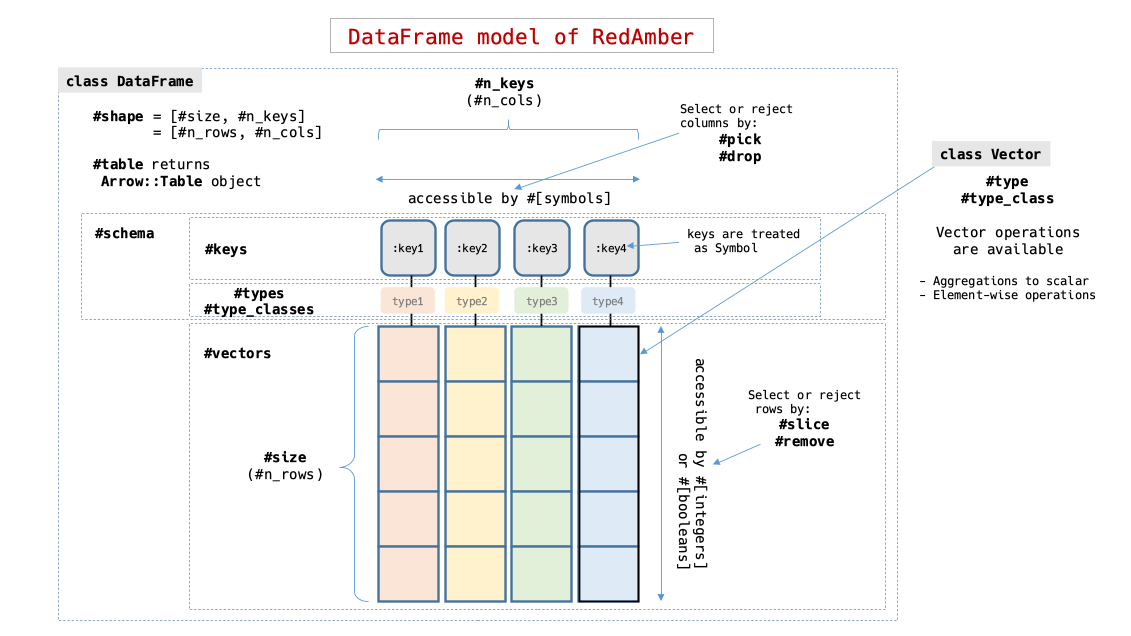 DataFrame model of RedAmber
class DataFrame
#n_keys
(#n_cols)
#shape = [#size, #n_keys]
= [#n_rows, #n_cols]
#table returns
Arrow::Table object
Select or reject
columns by:
#pick
#drop
accessible by #[symbols]
class Vector
#type
#type_class
Vector operations
are available
- Aggregations to scalar
- Element-wise operations
#schema
#keys
:key1
:key2
:key3
:key4
keys are treated
as Symbol
#types
#type_classes
type1
type2
type3
type4
#vectors
#size
(#n_rows)
accessible by #[integers]
or #[booleans]
Select or reject
rows by:
#slice
#remove